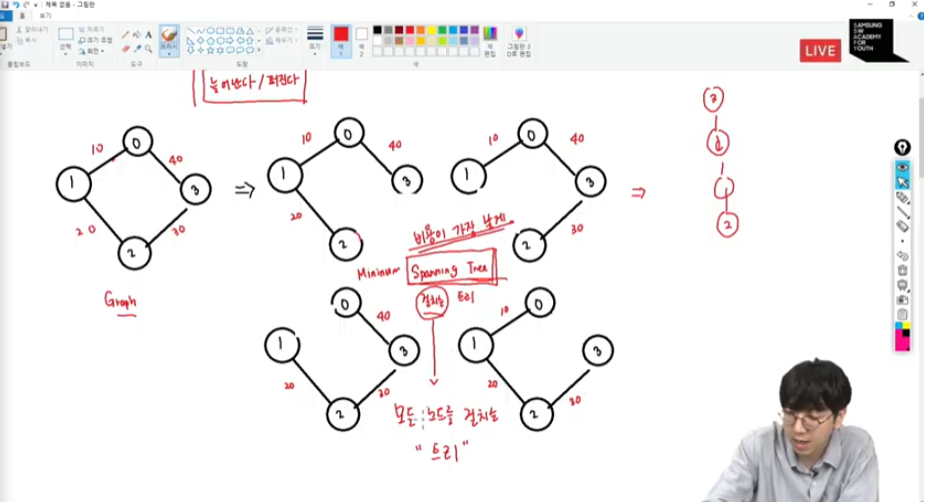 제목 없음 - 그림판
파일
홈
보기
잘라내기
복사
자르기
크기 조정
회전
선택
붙여넣기
클립보드
이미지
도구
브러시
도형
윤곽선
채우기
크기
색 1
색 2
색
색 편집
그림판 3D로 편집
LIVE
SAMSUNG
SW
ACADEMY
FOR
YOUTH
늘어난다 / 퍼진다
10
0
40
1
3
20
30
2
Graph
⇒
10
0
40
1
3
20
2
10
0
40
1
3
30
2
⇒
3
0
1
2
비용이 가장 낮게
Minimum Spanning Tree
걸치는 트리
0
40
1
3
20
30
2
10
0
1
3
20
30
2
모든 노드를 걸치는
"트리"